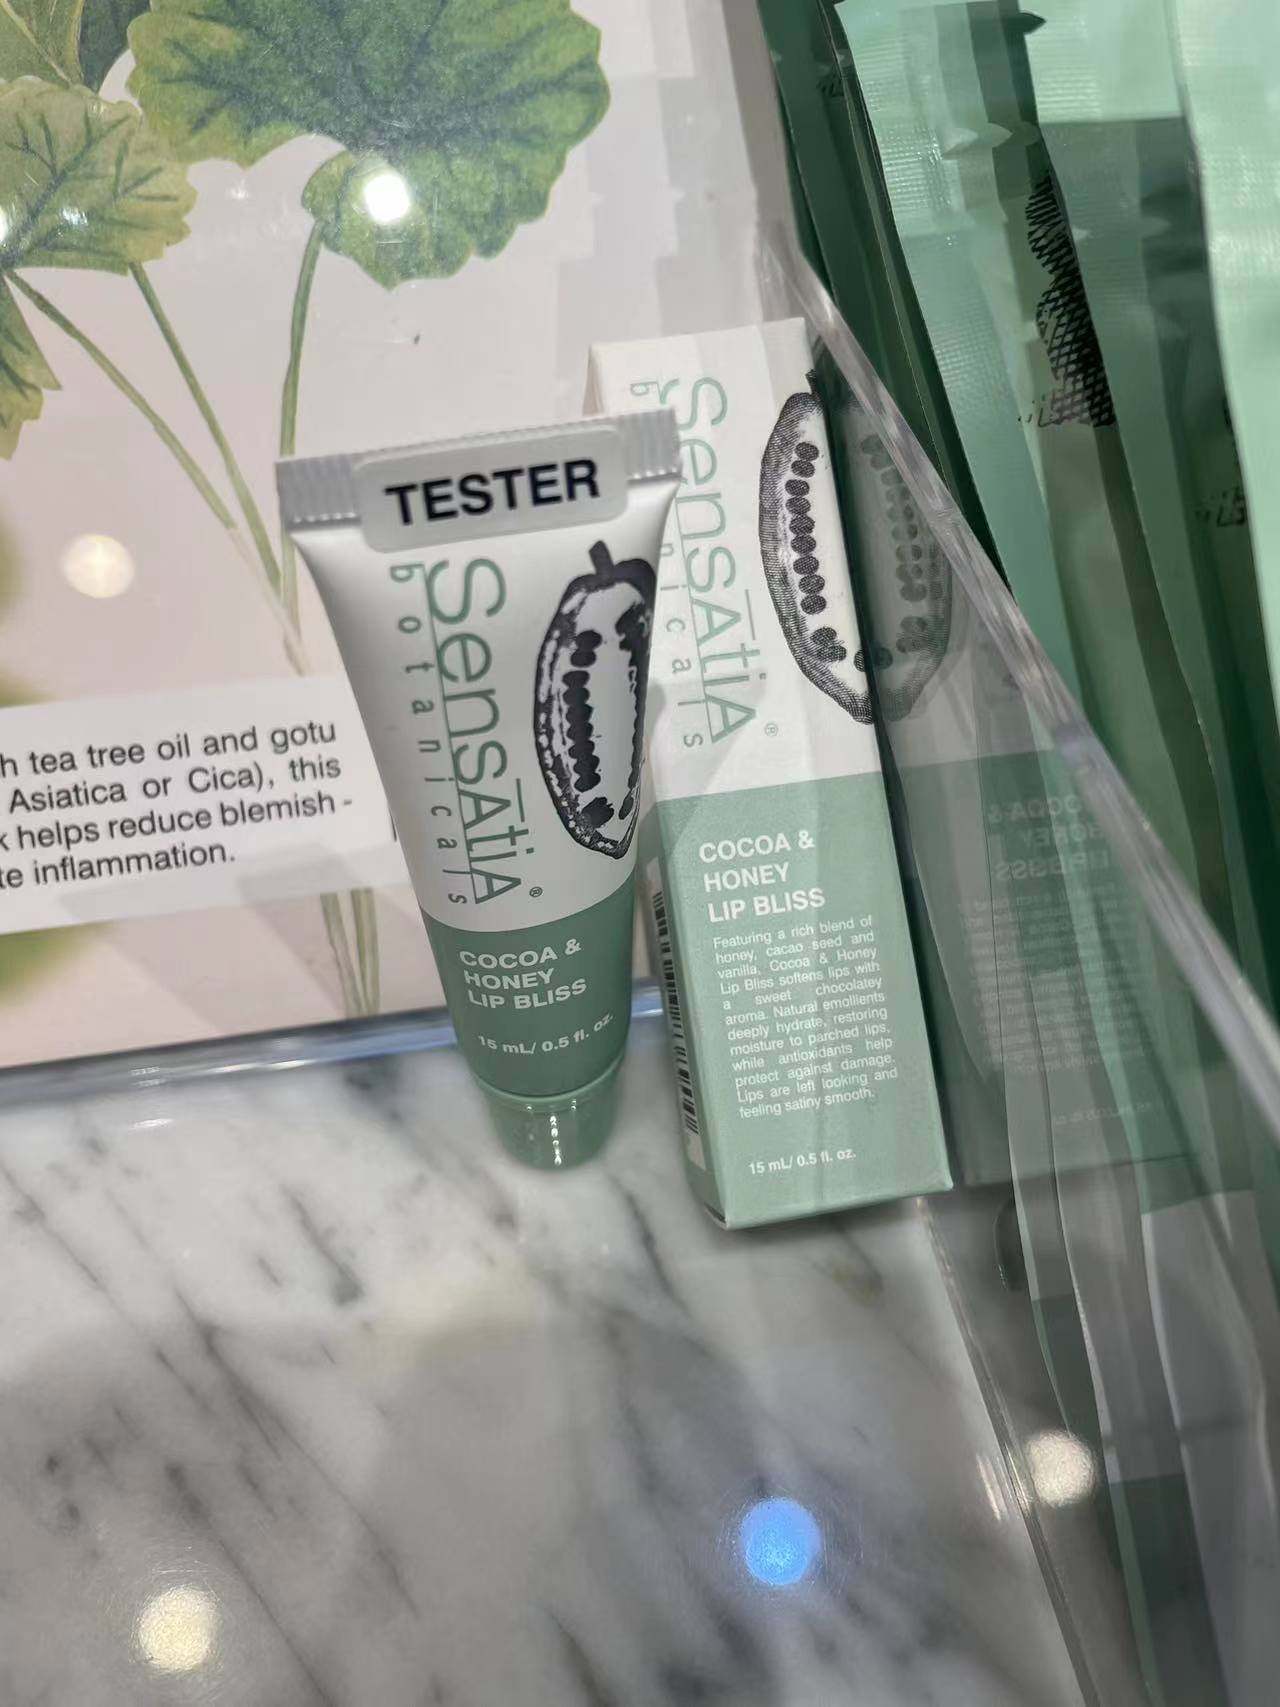 h tea tree oil and gotu
Asiatica or Cica), this
k helps reduce blemish -
te inflammation.
TESTER
SensAtiA®
botanicals
COCOA &
HONEY
LIP BLISS
15 mL/ 0.5 fl. oz.
SensAtiA®
b nicals
COCOA &
HONEY
LIP BLISS
Featuring a rich blend of
honey, cacao seed and
vanilla, Cocoa & Honey
Lip Bliss softens lips with
a sweet chocolatey
aroma. Natural emollients
deeply hydrate, restoring
moisture to parched lips,
while antioxidants help
protect against damage.
Lips are left looking and
feeling satiny smooth.
15 mL/ 0.5 fl. oz.